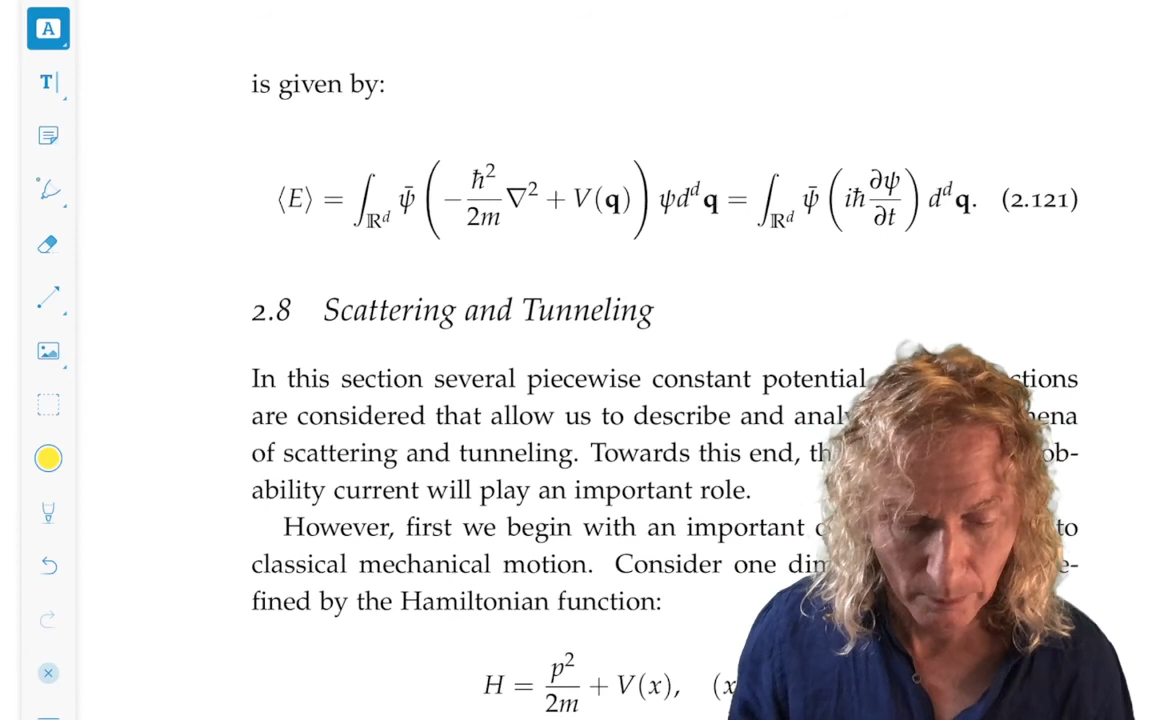 A
T
is given by:
⟨E⟩ = ∫_{ℝ^d} ψ̄ ( −ħ²/2m ∇² + V(𝐪) ) ψ d^d 𝐪 = ∫_{ℝ^d} ψ̄ ( iħ ∂ψ/∂t ) d^d 𝐪. (2.121)
2.8 Scattering and Tunneling
In this section several piecewise constant potential
are considered that allow us to describe and
of scattering and tunneling. Towards this end,
ability current will play an important role.
However, first we begin with an important to
classical mechanical motion. Consider one
fined by the Hamiltonian function:
H = p²/2m + V(x), (x